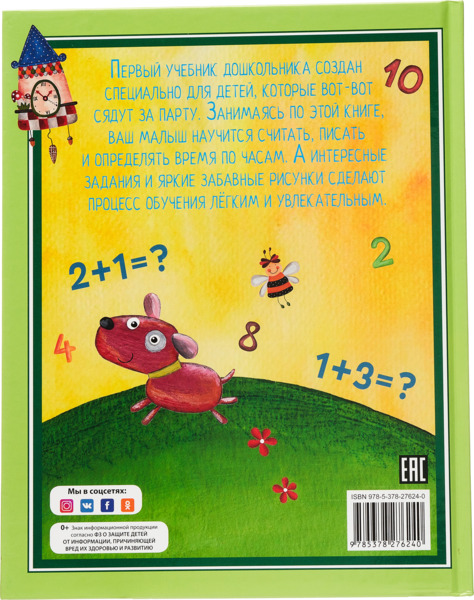 Первый учебник дошкольника создан
специально для детей, которые вот-вот
сядут за парту. Занимаясь по этой книге,
ваш малыш научится считать, писать
и определять время по часам. А интересные
задания и яркие забавные рисунки сделают
процесс обучения лёгким и увлекательным.
10
2+1=?
2
4
8
1+3=?
EAC
Мы в соцсетях:
0+ Знак информационной продукции
согласно ФЗ О ЗАЩИТЕ ДЕТЕЙ
ОТ ИНФОРМАЦИИ, ПРИЧИНЯЮЩЕЙ
ВРЕД ИХ ЗДОРОВЬЮ И РАЗВИТИЮ
ISBN 978-5-378-27624-0
9 785378 276240